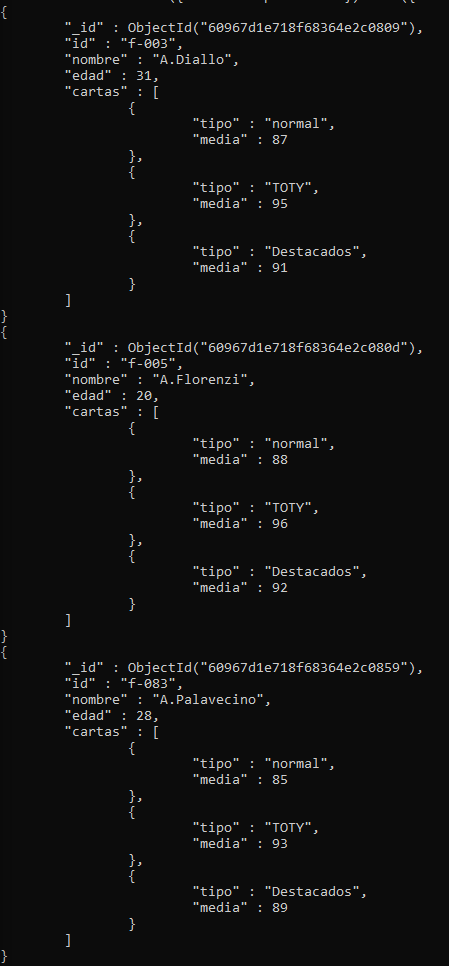 {
"_id" : ObjectId("60967d1e718f68364e2c0809"),
"id" : "f-003",
"nombre" : "A.Diallo",
"edad" : 31,
"cartas" : [
{
"tipo" : "normal",
"media" : 87
},
{
"tipo" : "TOTY",
"media" : 95
},
{
"tipo" : "Destacados",
"media" : 91
}
]
}
{
"_id" : ObjectId("60967d1e718f68364e2c080d"),
"id" : "f-005",
"nombre" : "A.Florenzi",
"edad" : 20,
"cartas" : [
{
"tipo" : "normal",
"media" : 88
},
{
"tipo" : "TOTY",
"media" : 96
},
{
"tipo" : "Destacados",
"media" : 92
}
]
}
{
"_id" : ObjectId("60967d1e718f68364e2c0859"),
"id" : "f-083",
"nombre" : "A.Palavecino",
"edad" : 28,
"cartas" : [
{
"tipo" : "normal",
"media" : 85
},
{
"tipo" : "TOTY",
"media" : 93
},
{
"tipo" : "Destacados",
"media" : 89
}
]
}